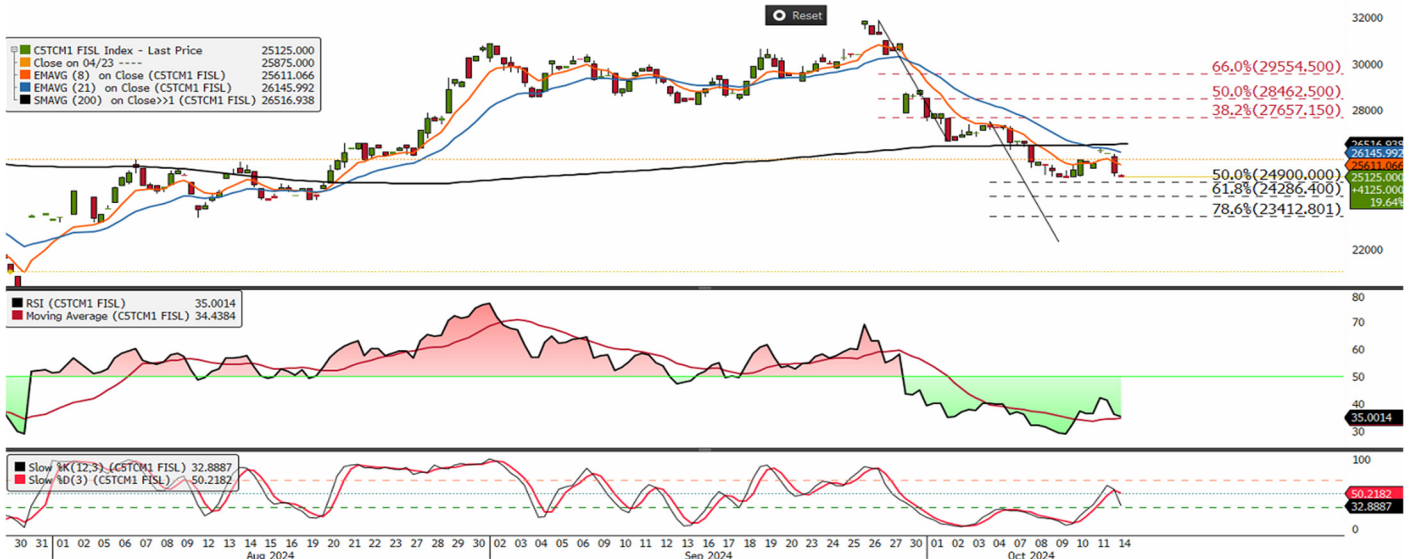 Reset
C5TCM1 FISL Index - Last Price 25125.000
Close on 04/23 ---- 25875.000
EMAVG (8) on Close (C5TCM1 FISL) 25611.066
EMAVG (21) on Close (C5TCM1 FISL) 26145.992
SMAVG (200) on Close>>1 (C5TCM1 FISL) 26516.938
32000
30000
28000
22000
66.0%(29554.500)
50.0%(28462.500)
38.2%(27657.150)
26516.938
26145.992
25611.066
25125.000
+4125.000
19.64%
50.0%(24900.000)
61.8%(24286.400)
78.6%(23412.801)
RSI (C5TCM1 FISL) 35.0014
Moving Average (C5TCM1 FISL) 34.4384
80
70
60
50
40
35.0014
30
Slow %K(12,3) (C5TCM1 FISL) 32.8887
Slow %D(3) (C5TCM1 FISL) 50.2182
100
50.2182
32.8887
0
30 31 01 02 05 06 07 08 09 12 13 14 15 16 19 20 21 22 23 27 28 29 30 02 03 04 05 06 09 10 11 12 13 16 17 18 19 20 23 24 25 26 27 30 01 02 03 04 07 08 09 10 11 14
Aug 2024 Sep 2024 Oct 2024